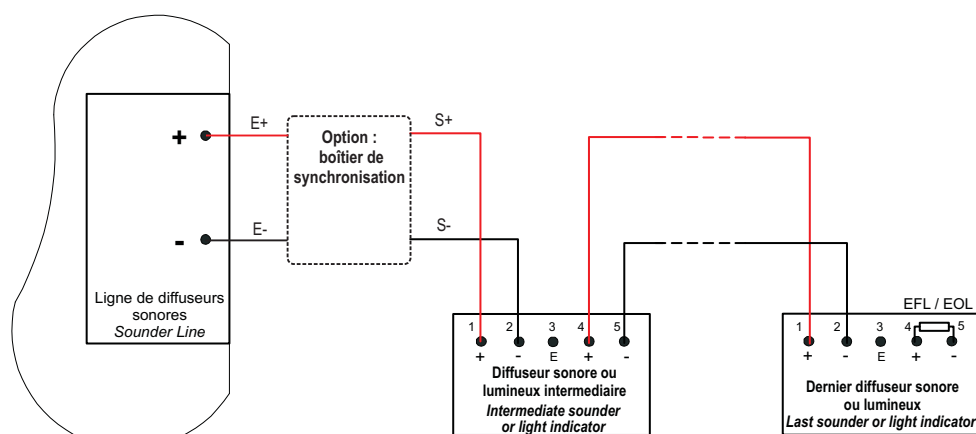 +
E+
Option :
boîtier de
synchronisation
S+
-
E-
S-
Ligne de diffuseurs
sonores
Sounder Line
1 2 3 4 5
+ - E + -
Diffuseur sonore ou
lumineux intermediaire
Intermediate sounder
or light indicator
EFL / EOL
1 2 3 4 5
+ - E + -
Dernier diffuseur sonore
ou lumineux
Last sounder or light indicator